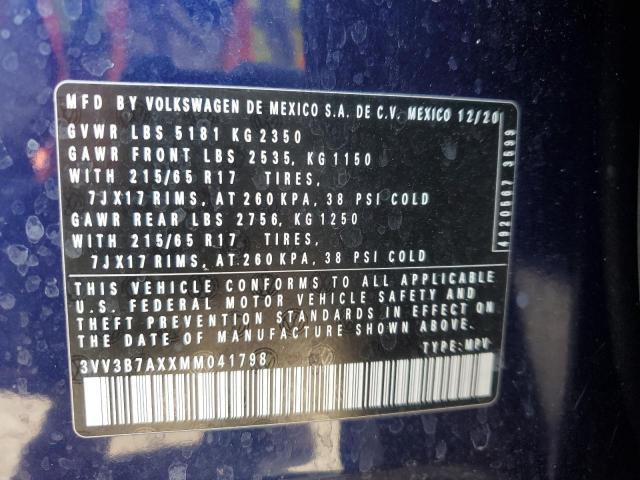 MFD BY VOLKSWAGEN DE MEXICO S.A. DE C.V. MEXICO 12/20
GVWR LBS 5181 KG 2350
GAWR FRONT LBS 2535, KG 1150
WITH 215/65 R17 TIRES,
7JX17 RIMS, AT 260 KPA, 38 PSI COLD
GAWR REAR LBS 2756, KG 1250
WITH 215/65 R17 TIRES,
7JX17 RIMS, AT 260 KPA, 38 PSI COLD
THIS VEHICLE CONFORMS TO ALL APPLICABLE
U.S. FEDERAL MOTOR VEHICLE SAFETY AND
THEFT PREVENTION STANDARDS IN EFFECT ON
THE DATE OF MANUFACTURE SHOWN ABOVE.
TYPE: MPV
3VV3B7AXXMM041798
4920567 3599